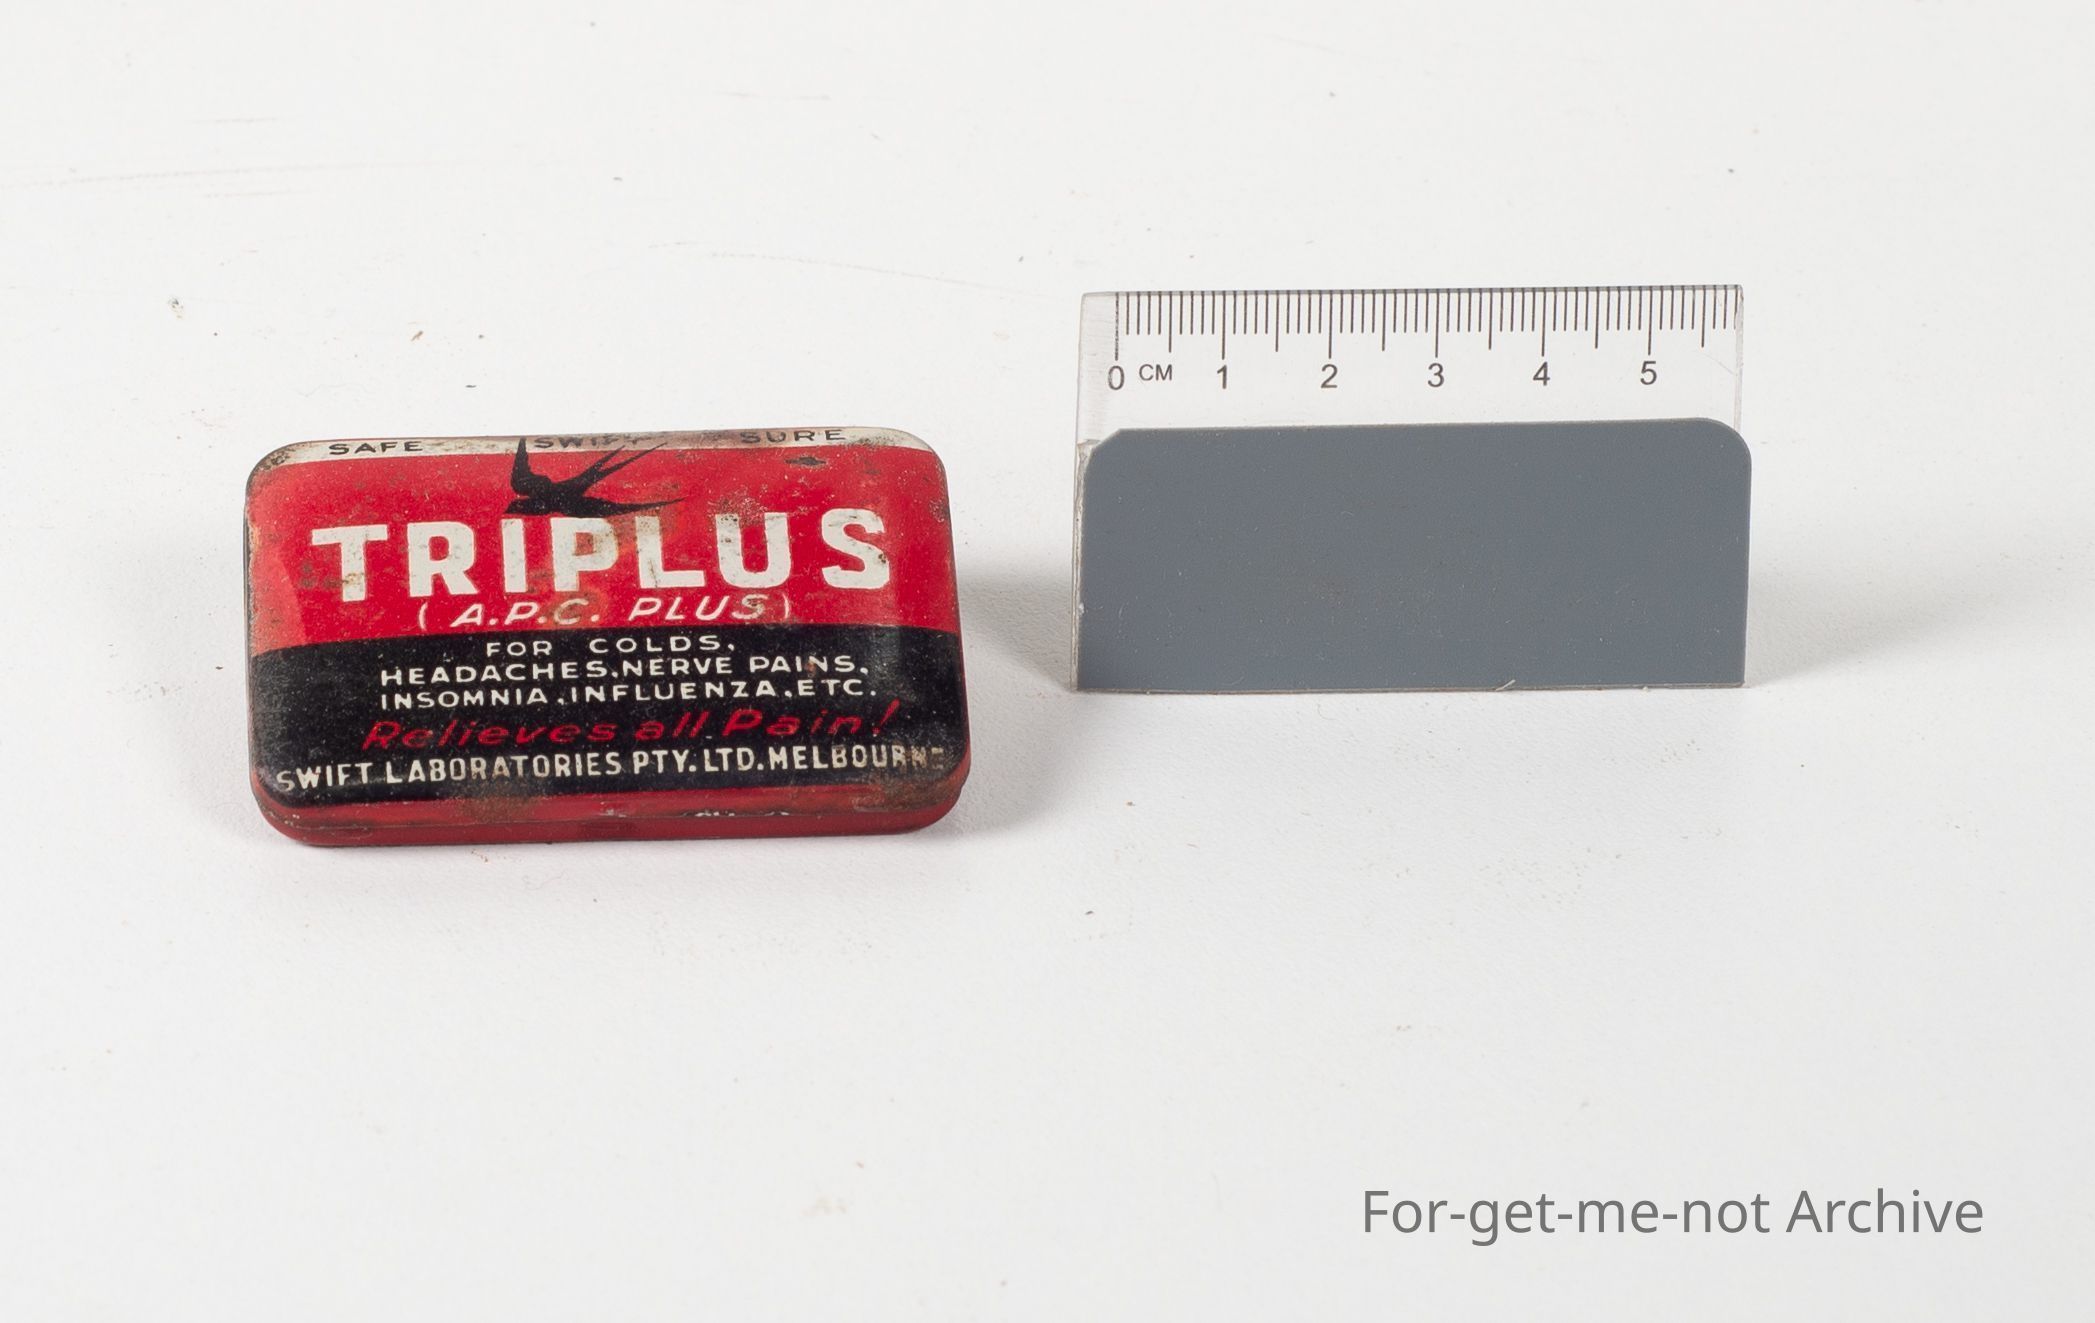 SAFE SWIFT SURE
TRIPLUS
(A.P.C. PLUS)
FOR COLDS,
HEADACHES, NERVE PAINS,
INSOMNIA, INFLUENZA, ETC.
Relieves all Pain!
SWIFT LABORATORIES PTY. LTD. MELBOURNE
0 CM 1 2 3 4 5
For-get-me-not Archive